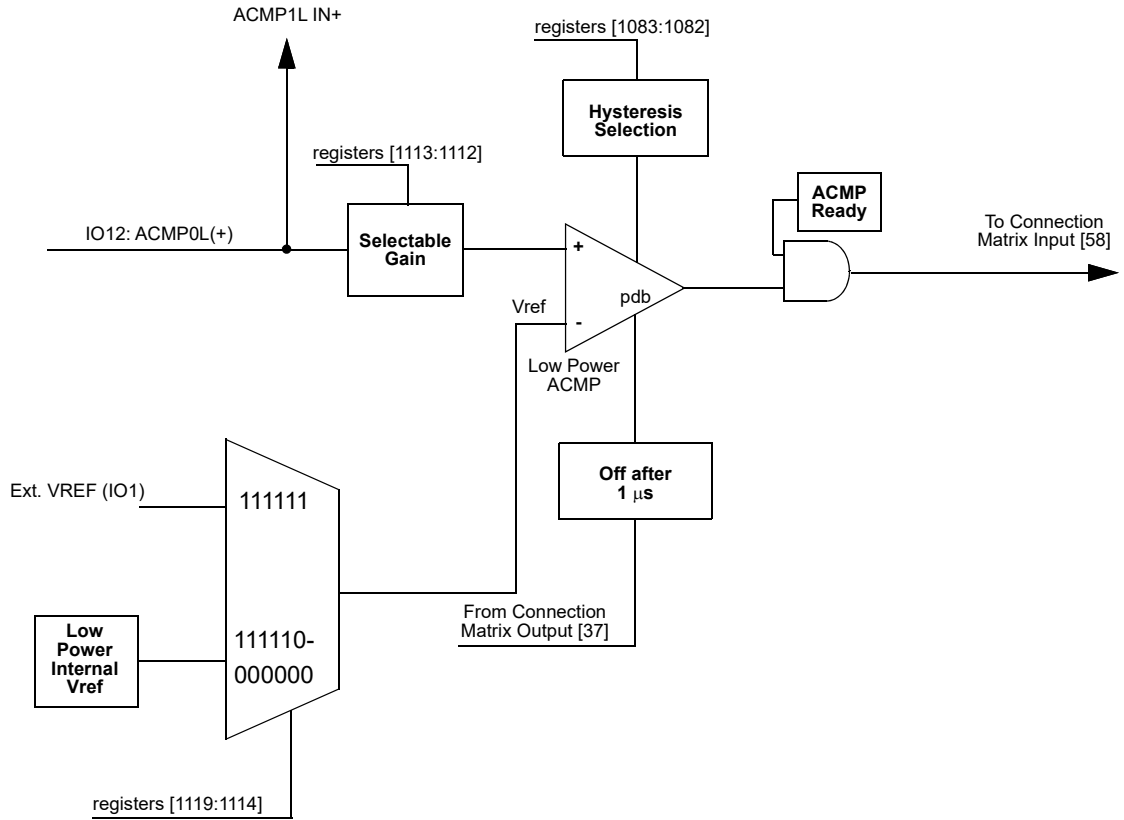 ACMP1L IN+
registers [1083:1082]
Hysteresis
Selection
registers [1113:1112]
ACMP
Ready
IO12: ACMP0L(+)
Selectable
Gain
+
To Connection
Matrix Input [58]
pdb
Vref
-
Low Power
ACMP
Off after
1 μs
Ext. VREF (IO1)
111111
From Connection
Matrix Output [37]
Low
Power
Internal
Vref
111110-
000000
registers [1119:1114]